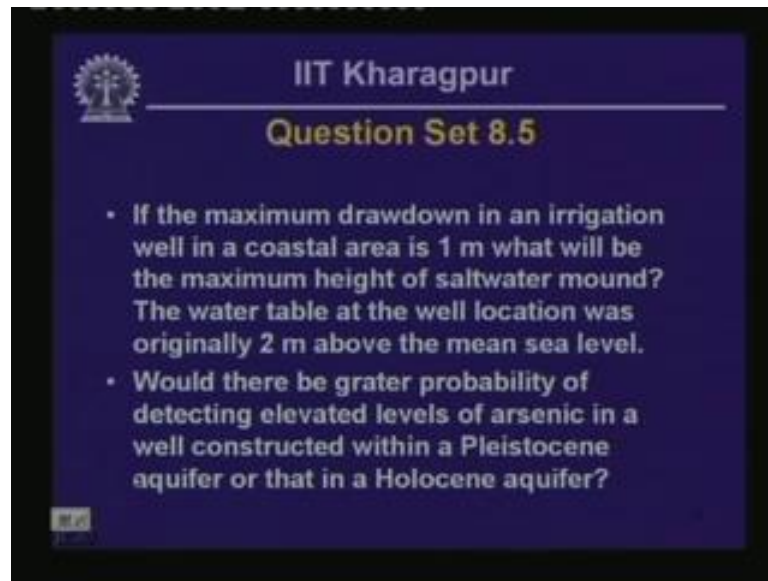 IIT Kharagpur
Question Set 8.5
• If the maximum drawdown in an irrigation
well in a coastal area is 1 m what will be
the maximum height of saltwater mound?
The water table at the well location was
originally 2 m above the mean sea level.
• Would there be grater probability of
detecting elevated levels of arsenic in a
well constructed within a Pleistocene
aquifer or that in a Holocene aquifer?